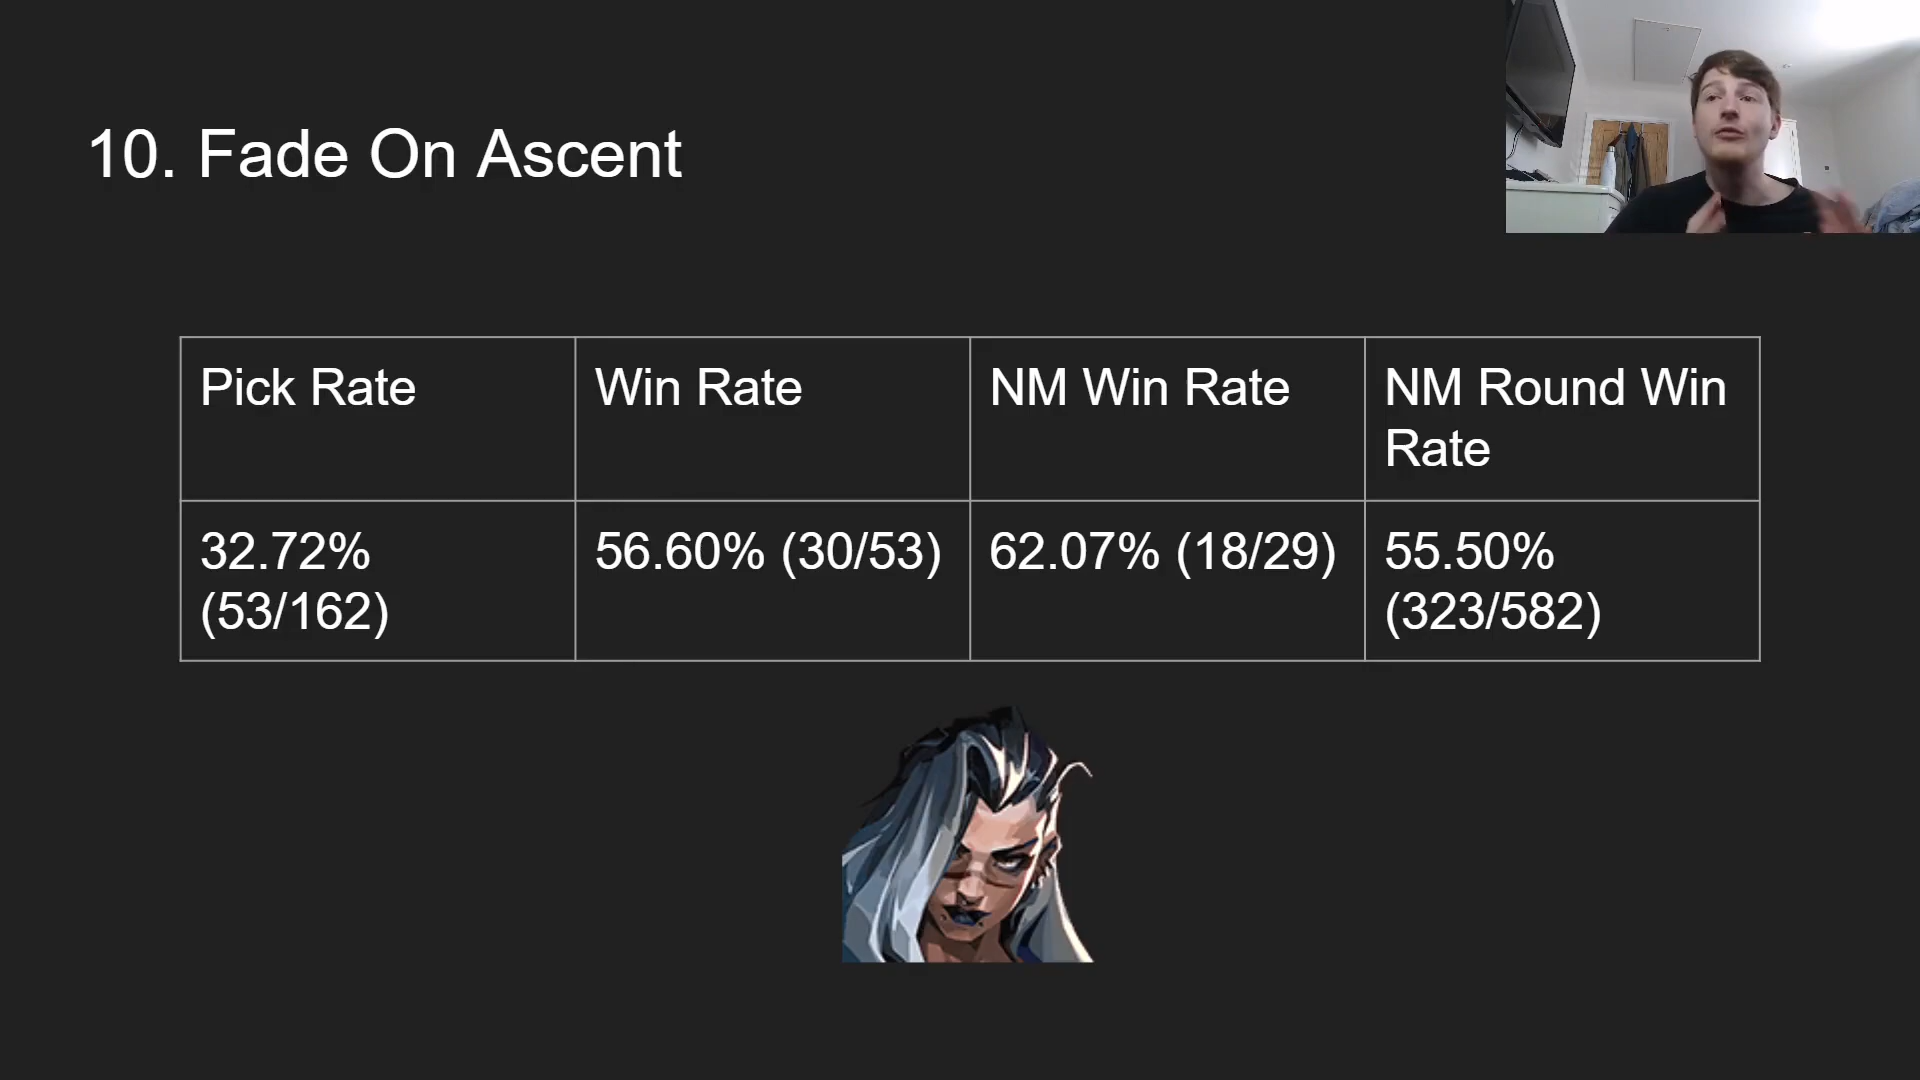 10. Fade On Ascent
Pick Rate
Win Rate
NM Win Rate
NM Round Win
Rate
32.72%
(53/162)
56.60% (30/53)
62.07% (18/29)
55.50%
(323/582)